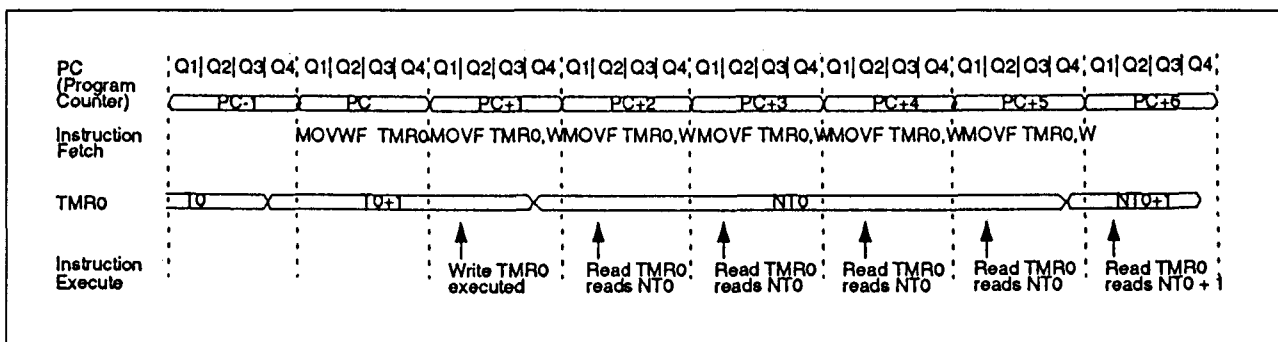 PC (Program Counter)
Q1|Q2|Q3|Q4 Q1|Q2|Q3|Q4 Q1|Q2|Q3|Q4 Q1|Q2|Q3|Q4 Q1|Q2|Q3|Q4 Q1|Q2|Q3|Q4 Q1|Q2|Q3|Q4 Q1|Q2|Q3|Q4
PC-1 PC PC+1 PC+2 PC+3 PC+4 PC+5 PC+6
Instruction Fetch
MOVWF TMR0 MOVF TMR0,W MOVF TMR0,W MOVF TMR0,W MOVF TMR0,W MOVF TMR0,W
TMR0
T0 T0+1 NT0 NT0+1
Instruction Execute
Write TMR0 executed
Read TMR0 reads NT0
Read TMR0 reads NT0
Read TMR0 reads NT0
Read TMR0 reads NT0
Read TMR0 reads NT0 + 1